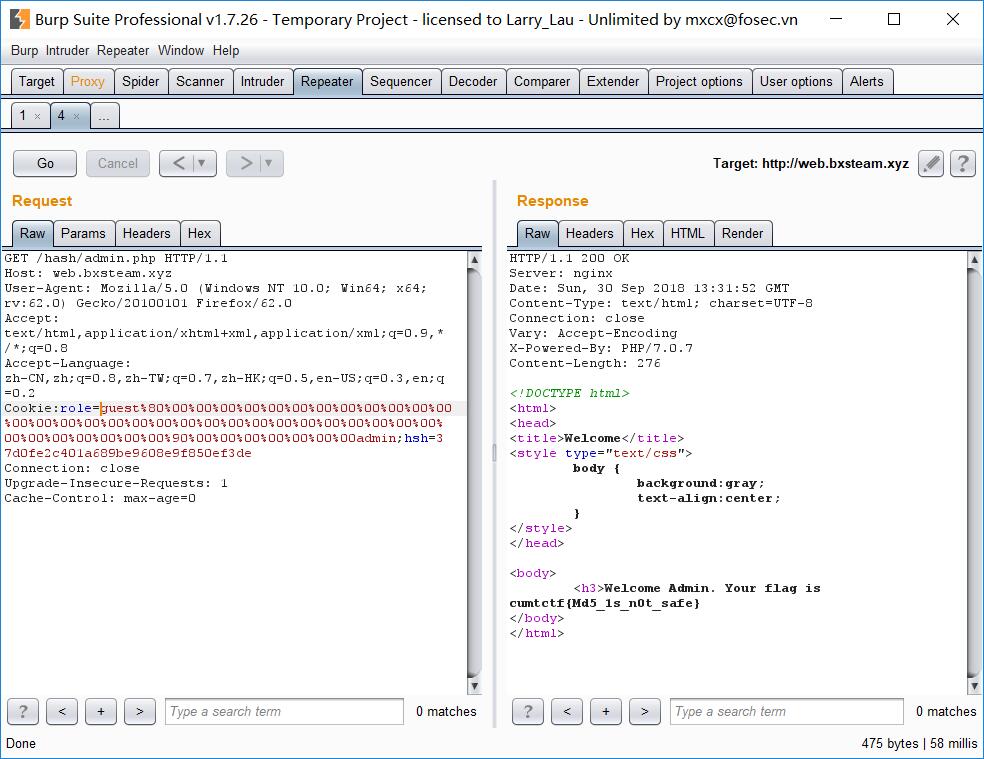 Burp Suite Professional v1.7.26 - Temporary Project - licensed to Larry_Lau - Unlimited by mxcx@fosec.vn
Burp Intruder Repeater Window Help
Target Proxy Spider Scanner Intruder Repeater Sequencer Decoder Comparer Extender Project options User options Alerts
1 × 4 × ...
Go Cancel < ▼ > ▼ Target: http://web.bxsteam.xyz ?
Request
Raw Params Headers Hex
GET /hash/admin.php HTTP/1.1
Host: web.bxsteam.xyz
User-Agent: Mozilla/5.0 (Windows NT 10.0; Win64; x64;
rv:62.0) Gecko/20100101 Firefox/62.0
Accept:
text/html,application/xhtml+xml,application/xml;q=0.9,*
/*;q=0.8
Accept-Language:
zh-CN,zh;q=0.8,zh-TW;q=0.7,zh-HK;q=0.5,en-US;q=0.3,en;q
=0.2
Cookie:role=guest%80%00%00%00%00%00%00%00%00%00%00%00%00
%00%00%00%00%00%00%00%00%00%00%00%00%00%00%00%00%00%00
%00%00%00%00%00%00%00%90%00%00%00%00%00%00%00admin;hsh=3
7d0fe2c401a689be9608e9f850ef3de
Connection: close
Upgrade-Insecure-Requests: 1
Cache-Control: max-age=0
? < + > Type a search term 0 matches
Response
Raw Headers Hex HTML Render
HTTP/1.1 200 OK
Server: nginx
Date: Sun, 30 Sep 2018 13:31:52 GMT
Content-Type: text/html; charset=UTF-8
Connection: close
Vary: Accept-Encoding
X-Powered-By: PHP/7.0.7
Content-Length: 276
<!DOCTYPE html>
<html>
<head>
<title>Welcome</title>
<style type="text/css">
body {
background:gray;
text-align:center;
}
</style>
</head>
<body>
<h3>Welcome Admin. Your flag is
cumtctf{Md5_1s_n0t_safe}
</body>
</html>
? < + > Type a search term 0 matches
Done 475 bytes | 58 millis